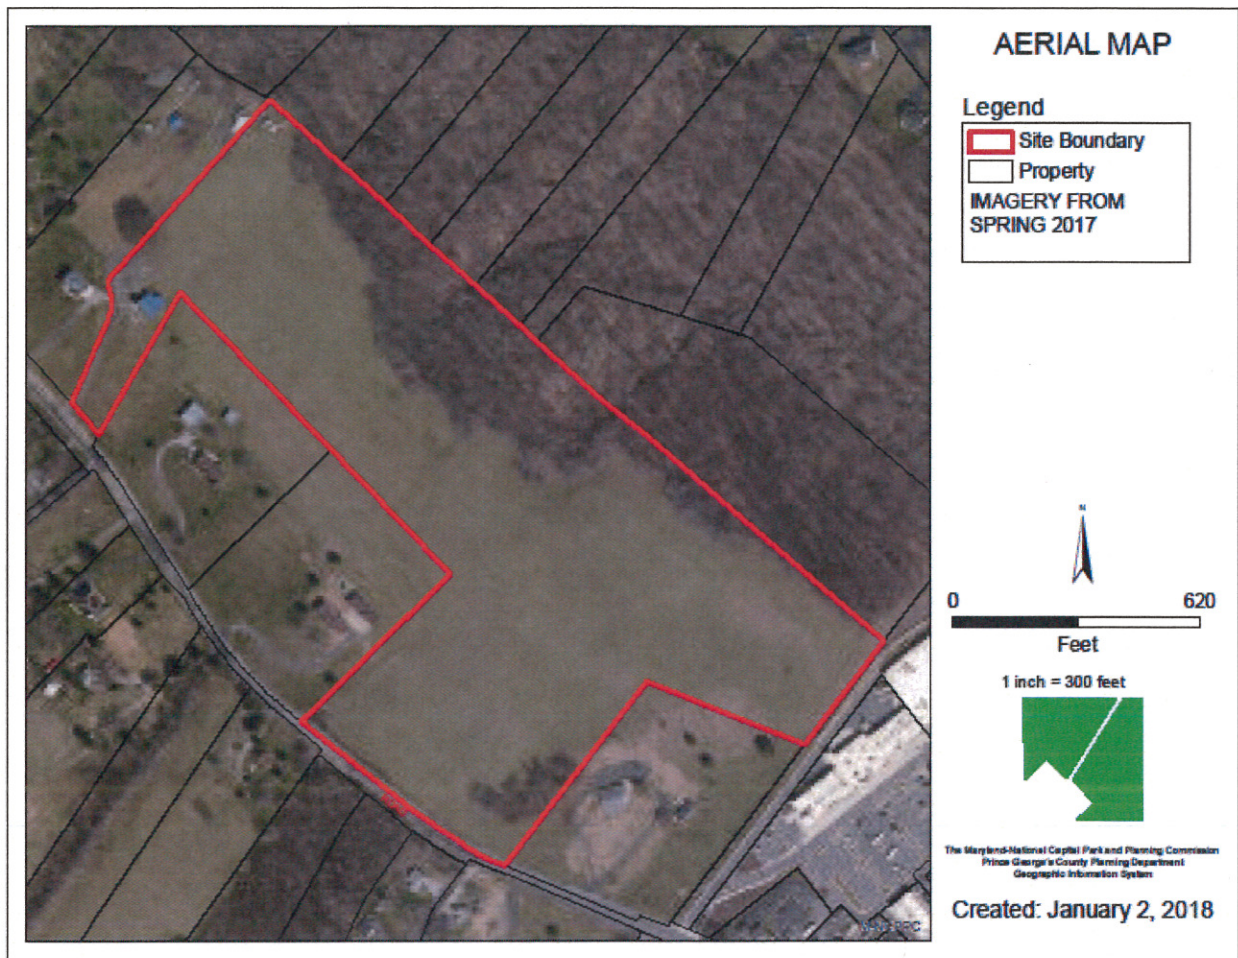 AERIAL MAP
Legend
Site Boundary
Property
IMAGERY FROM
SPRING 2017
N
0 620
Feet
1 inch = 300 feet
The Maryland-National Capital Park and Planning Commission
Prince George's County Planning Department
Geographic Information System
Created: January 2, 2018